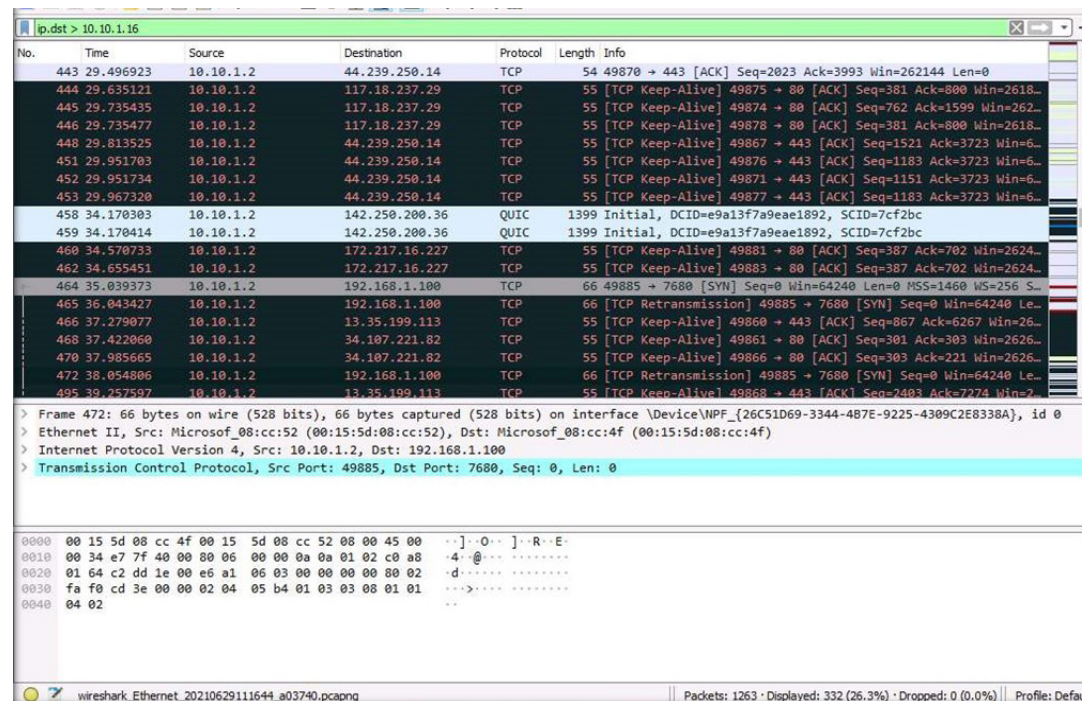 ip.dst > 10.10.1.16
No. Time Source Destination Protocol Length Info
443 29.496923 10.10.1.2 44.239.250.14 TCP 54 49870 → 443 [ACK] Seq=2023 Ack=3993 Win=262144 Len=0
444 29.635121 10.10.1.2 117.18.237.29 TCP 55 [TCP Keep-Alive] 49875 → 80 [ACK] Seq=381 Ack=800 Win=2618…
445 29.735435 10.10.1.2 117.18.237.29 TCP 55 [TCP Keep-Alive] 49874 → 80 [ACK] Seq=762 Ack=1599 Win=262…
446 29.735477 10.10.1.2 117.18.237.29 TCP 55 [TCP Keep-Alive] 49878 → 80 [ACK] Seq=381 Ack=800 Win=2618…
448 29.813525 10.10.1.2 44.239.250.14 TCP 55 [TCP Keep-Alive] 49867 → 443 [ACK] Seq=1521 Ack=3723 Win=6…
451 29.951703 10.10.1.2 44.239.250.14 TCP 55 [TCP Keep-Alive] 49876 → 443 [ACK] Seq=1183 Ack=3723 Win=6…
452 29.951734 10.10.1.2 44.239.250.14 TCP 55 [TCP Keep-Alive] 49871 → 443 [ACK] Seq=1151 Ack=3723 Win=6…
453 29.967320 10.10.1.2 44.239.250.14 TCP 55 [TCP Keep-Alive] 49877 → 443 [ACK] Seq=1183 Ack=3723 Win=6…
458 34.170303 10.10.1.2 142.250.200.36 QUIC 1399 Initial, DCID=e9a13f7a9eae1892, SCID=7cf2bc
459 34.170414 10.10.1.2 142.250.200.36 QUIC 1399 Initial, DCID=e9a13f7a9eae1892, SCID=7cf2bc
460 34.570733 10.10.1.2 172.217.16.227 TCP 55 [TCP Keep-Alive] 49881 → 80 [ACK] Seq=387 Ack=702 Win=2624…
462 34.655451 10.10.1.2 172.217.16.227 TCP 55 [TCP Keep-Alive] 49883 → 80 [ACK] Seq=387 Ack=702 Win=2624…
464 35.039373 10.10.1.2 192.168.1.100 TCP 66 49885 → 7680 [SYN] Seq=0 Win=64240 Len=0 MSS=1460 WS=256 S…
465 36.043427 10.10.1.2 192.168.1.100 TCP 66 [TCP Retransmission] 49885 → 7680 [SYN] Seq=0 Win=64240 Le…
466 37.279077 10.10.1.2 13.35.199.113 TCP 55 [TCP Keep-Alive] 49860 → 443 [ACK] Seq=867 Ack=6267 Win=26…
468 37.422060 10.10.1.2 34.107.221.82 TCP 55 [TCP Keep-Alive] 49861 → 80 [ACK] Seq=301 Ack=303 Win=2626…
470 37.985665 10.10.1.2 34.107.221.82 TCP 55 [TCP Keep-Alive] 49866 → 80 [ACK] Seq=303 Ack=221 Win=2626…
472 38.054806 10.10.1.2 192.168.1.100 TCP 66 [TCP Retransmission] 49885 → 7680 [SYN] Seq=0 Win=64240 Le…
495 39.257597 10.10.1.2 13.35.199.113 TCP 55 [TCP Keep-Alive] 49868 → 443 [ACK] Seq=2403 Ack=7274 Win=2…
> Frame 472: 66 bytes on wire (528 bits), 66 bytes captured (528 bits) on interface \Device\NPF_{26C51D69-3344-4B7E-9225-4309C2E8338A}, id 0
> Ethernet II, Src: Microsof_08:cc:52 (00:15:5d:08:cc:52), Dst: Microsof_08:cc:4f (00:15:5d:08:cc:4f)
> Internet Protocol Version 4, Src: 10.10.1.2, Dst: 192.168.1.100
> Transmission Control Protocol, Src Port: 49885, Dst Port: 7680, Seq: 0, Len: 0
0000 00 15 5d 08 cc 4f 00 15 5d 08 cc 52 08 00 45 00 ··]··O·· ]··R··E·
0010 00 34 e7 7f 40 00 80 06 00 00 0a 0a 01 02 c0 a8 ·4··@··· ········
0020 01 64 c2 dd 1e 00 e6 a1 06 03 00 00 00 00 80 02 ·d······ ········
0030 fa f0 cd 3e 00 00 02 04 05 b4 01 03 03 08 01 01 ···>···· ········
0040 04 02 ··
wireshark_Ethernet_20210629111644_a03740.pcapng Packets: 1263 · Displayed: 332 (26.3%) · Dropped: 0 (0.0%) Profile: Defau